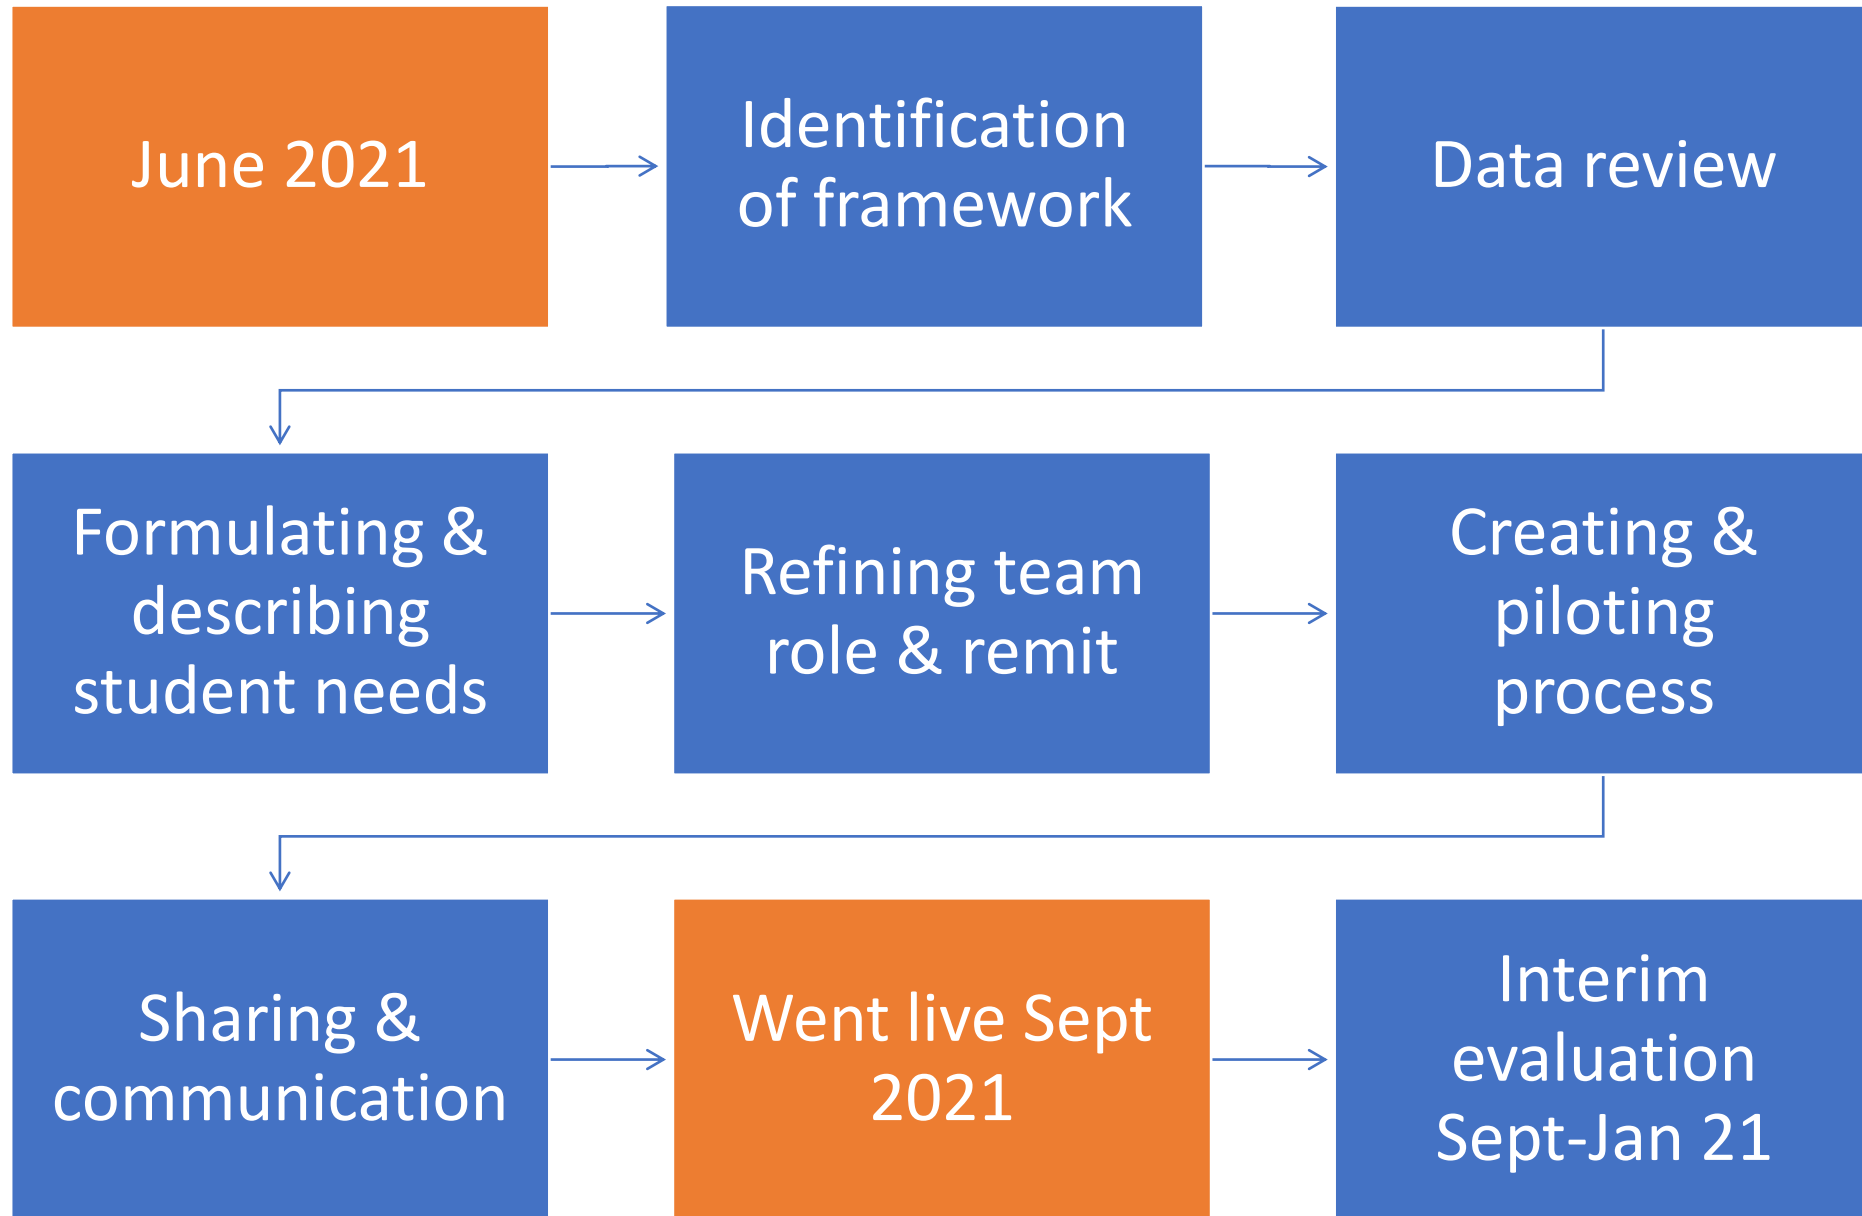 June 2021
Identification
of framework
Data review
Formulating &
describing
student needs
Refining team
role & remit
Creating &
piloting
process
Sharing &
communication
Went live Sept
2021
Interim
evaluation
Sept-Jan 21